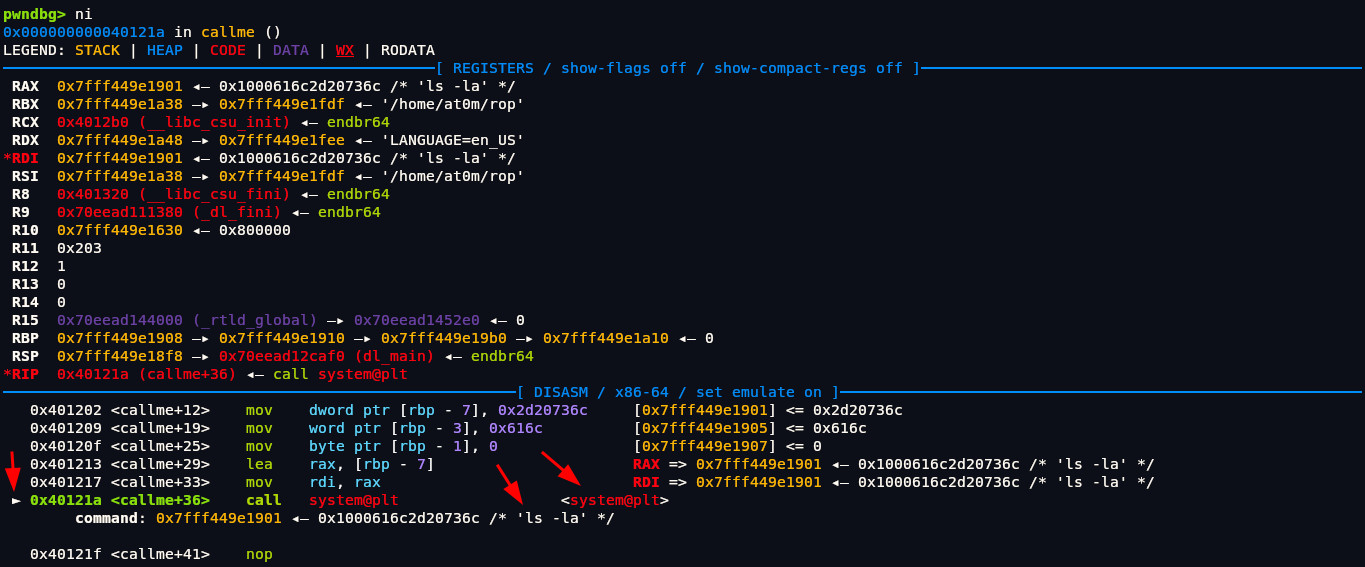 pwndbg> ni
0x000000000040121a in callme ()
LEGEND: STACK | HEAP | CODE | DATA | WX | RODATA
[ REGISTERS / show-flags off / show-compact-regs off ]
RAX  0x7fff449e1901 ◂— 0x1000616c2d20736c /* 'ls -la' */
RBX  0x7fff449e1a38 —▸ 0x7fff449e1fdf ◂— '/home/at0m/rop'
RCX  0x4012b0 (__libc_csu_init) ◂— endbr64
RDX  0x7fff449e1a48 —▸ 0x7fff449e1fee ◂— 'LANGUAGE=en_US'
*RDI  0x7fff449e1901 ◂— 0x1000616c2d20736c /* 'ls -la' */
RSI  0x7fff449e1a38 —▸ 0x7fff449e1fdf ◂— '/home/at0m/rop'
R8   0x401320 (__libc_csu_fini) ◂— endbr64
R9   0x70eead111380 (_dl_fini) ◂— endbr64
R10  0x7fff449e1630 ◂— 0x800000
R11  0x203
R12  1
R13  0
R14  0
R15  0x70eead144000 (_rtld_global) —▸ 0x70eead1452e0 ◂— 0
RBP  0x7fff449e1908 —▸ 0x7fff449e1910 —▸ 0x7fff449e19b0 —▸ 0x7fff449e1a10 ◂— 0
RSP  0x7fff449e18f8 —▸ 0x70eead12caf0 (dl_main) ◂— endbr64
*RIP  0x40121a (callme+36) ◂— call system@plt
[ DISASM / x86-64 / set emulate on ]
0x401202 <callme+12>    mov    dword ptr [rbp - 7], 0x2d20736c     [0x7fff449e1901] <= 0x2d20736c
0x401209 <callme+19>    mov    word ptr [rbp - 3], 0x616c          [0x7fff449e1905] <= 0x616c
0x40120f <callme+25>    mov    byte ptr [rbp - 1], 0               [0x7fff449e1907] <= 0
0x401213 <callme+29>    lea    rax, [rbp - 7]                      RAX => 0x7fff449e1901 ◂— 0x1000616c2d20736c /* 'ls -la' */
0x401217 <callme+33>    mov    rdi, rax                            RDI => 0x7fff449e1901 ◂— 0x1000616c2d20736c /* 'ls -la' */
► 0x40121a <callme+36>    call   system@plt                  <system@plt>
command: 0x7fff449e1901 ◂— 0x1000616c2d20736c /* 'ls -la' */
0x40121f <callme+41>    nop